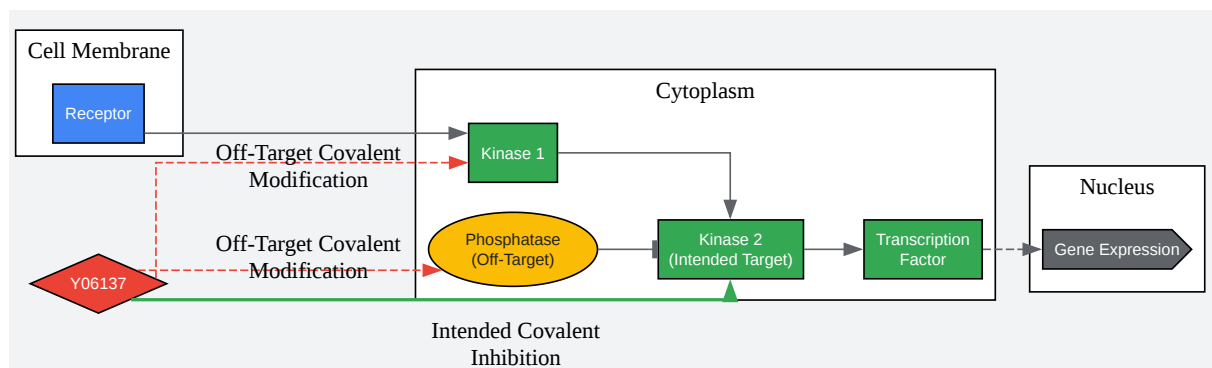 Cell Membrane
Receptor
Cytoplasm
Kinase 1
Off-Target Covalent
Modification
Nucleus
Phosphatase
(Off-Target)
Kinase 2
(Intended Target)
Transcription
Factor
Gene Expression
Off-Target Covalent
Modification
Y06137
Intended Covalent
Inhibition